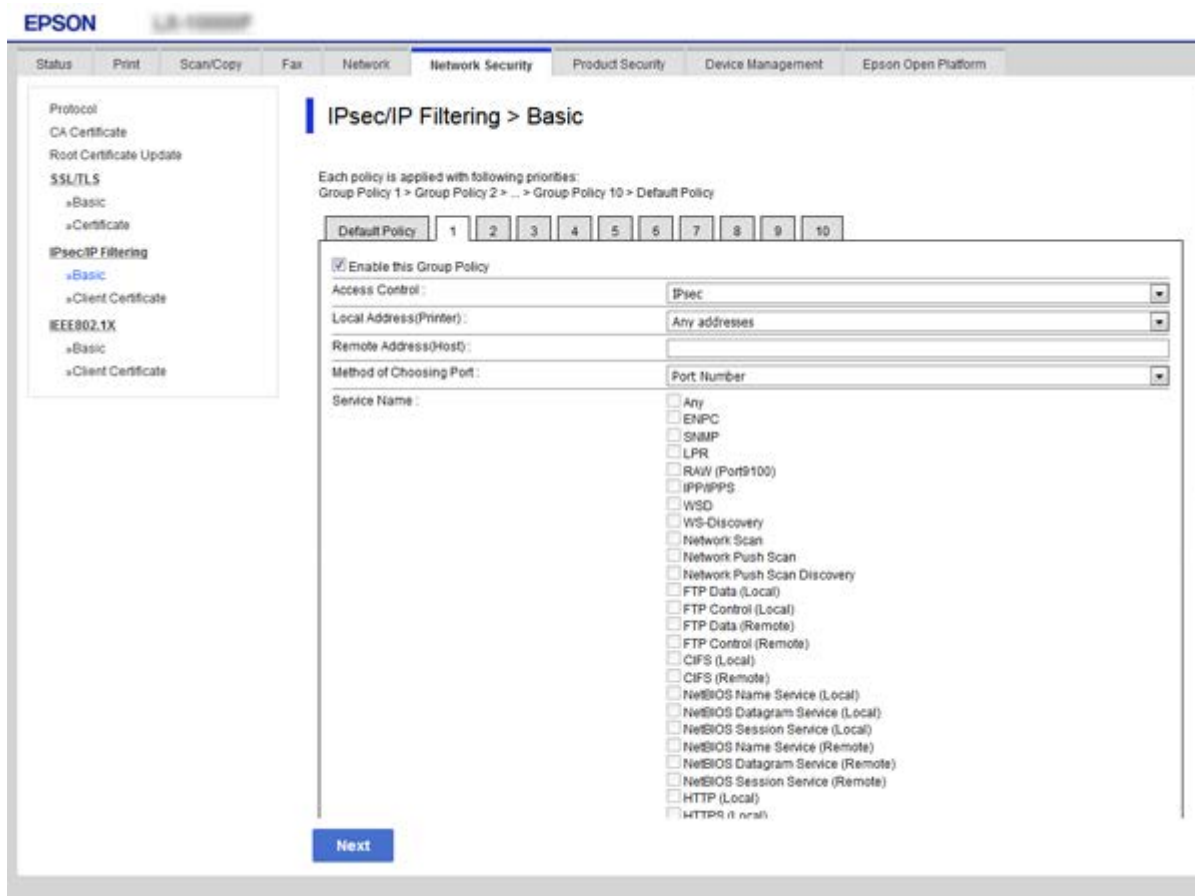 EPSON
Status Print Scan/Copy Fax Network Network Security Product Security Device Management Epson Open Platform
Protocol
CA Certificate
Root Certificate Update
SSL/TLS
»Basic
»Certificate
IPsec/IP Filtering
»Basic
»Client Certificate
IEEE802.1X
»Basic
»Client Certificate
IPsec/IP Filtering > Basic
Each policy is applied with following priorities:
Group Policy 1 > Group Policy 2 > ... > Group Policy 10 > Default Policy
Default Policy 1 2 3 4 5 6 7 8 9 10
Enable this Group Policy
Access Control : IPsec
Local Address(Printer) : Any addresses
Remote Address(Host) :
Method of Choosing Port : Port Number
Service Name : Any
ENPC
SNMP
LPR
RAW (Port9100)
IPP/IPPS
WSD
WS-Discovery
Network Scan
Network Push Scan
Network Push Scan Discovery
FTP Data (Local)
FTP Control (Local)
FTP Data (Remote)
FTP Control (Remote)
CIFS (Local)
CIFS (Remote)
NetBIOS Name Service (Local)
NetBIOS Datagram Service (Local)
NetBIOS Session Service (Local)
NetBIOS Name Service (Remote)
NetBIOS Datagram Service (Remote)
NetBIOS Session Service (Remote)
HTTP (Local)
HTTPS (Local)
Next